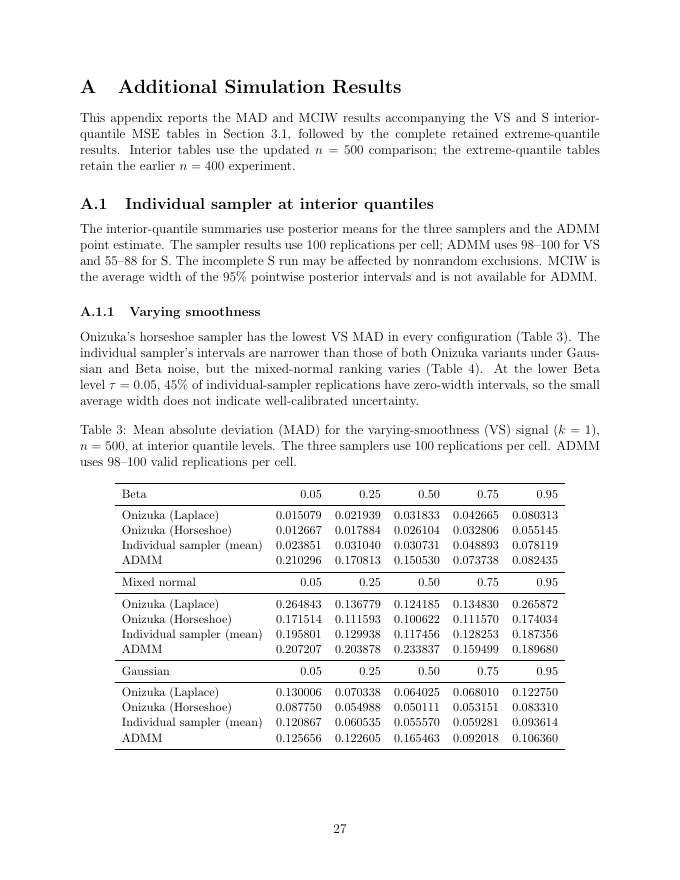 A Additional Simulation Results
This appendix reports the MAD and MCIW results accompanying the VS and S interior-
quantile MSE tables in Section 3.1, followed by the complete retained extreme-quantile
results. Interior tables use the updated n = 500 comparison; the extreme-quantile tables
retain the earlier n = 400 experiment.
A.1 Individual sampler at interior quantiles
The interior-quantile summaries use posterior means for the three samplers and the ADMM
point estimate. The sampler results use 100 replications per cell; ADMM uses 98–100 for VS
and 55–88 for S. The incomplete S run may be affected by nonrandom exclusions. MCIW is
the average width of the 95% pointwise posterior intervals and is not available for ADMM.
A.1.1 Varying smoothness
Onizuka's horseshoe sampler has the lowest VS MAD in every configuration (Table 3). The
individual sampler's intervals are narrower than those of both Onizuka variants under Gaus-
sian and Beta noise, but the mixed-normal ranking varies (Table 4). At the lower Beta
level τ = 0.05, 45% of individual-sampler replications have zero-width intervals, so the small
average width does not indicate well-calibrated uncertainty.
Table 3: Mean absolute deviation (MAD) for the varying-smoothness (VS) signal (k = 1),
n = 500, at interior quantile levels. The three samplers use 100 replications per cell. ADMM
uses 98–100 valid replications per cell.
Beta 0.05 0.25 0.50 0.75 0.95
Onizuka (Laplace) 0.015079 0.021939 0.031833 0.042665 0.080313
Onizuka (Horseshoe) 0.012667 0.017884 0.026104 0.032806 0.055145
Individual sampler (mean) 0.023851 0.031040 0.030731 0.048893 0.078119
ADMM 0.210296 0.170813 0.150530 0.073738 0.082435
Mixed normal 0.05 0.25 0.50 0.75 0.95
Onizuka (Laplace) 0.264843 0.136779 0.124185 0.134830 0.265872
Onizuka (Horseshoe) 0.171514 0.111593 0.100622 0.111570 0.174034
Individual sampler (mean) 0.195801 0.129938 0.117456 0.128253 0.187356
ADMM 0.207207 0.203878 0.233837 0.159499 0.189680
Gaussian 0.05 0.25 0.50 0.75 0.95
Onizuka (Laplace) 0.130006 0.070338 0.064025 0.068010 0.122750
Onizuka (Horseshoe) 0.087750 0.054988 0.050111 0.053151 0.083310
Individual sampler (mean) 0.120867 0.060535 0.055570 0.059281 0.093614
ADMM 0.125656 0.122605 0.165463 0.092018 0.106360
27